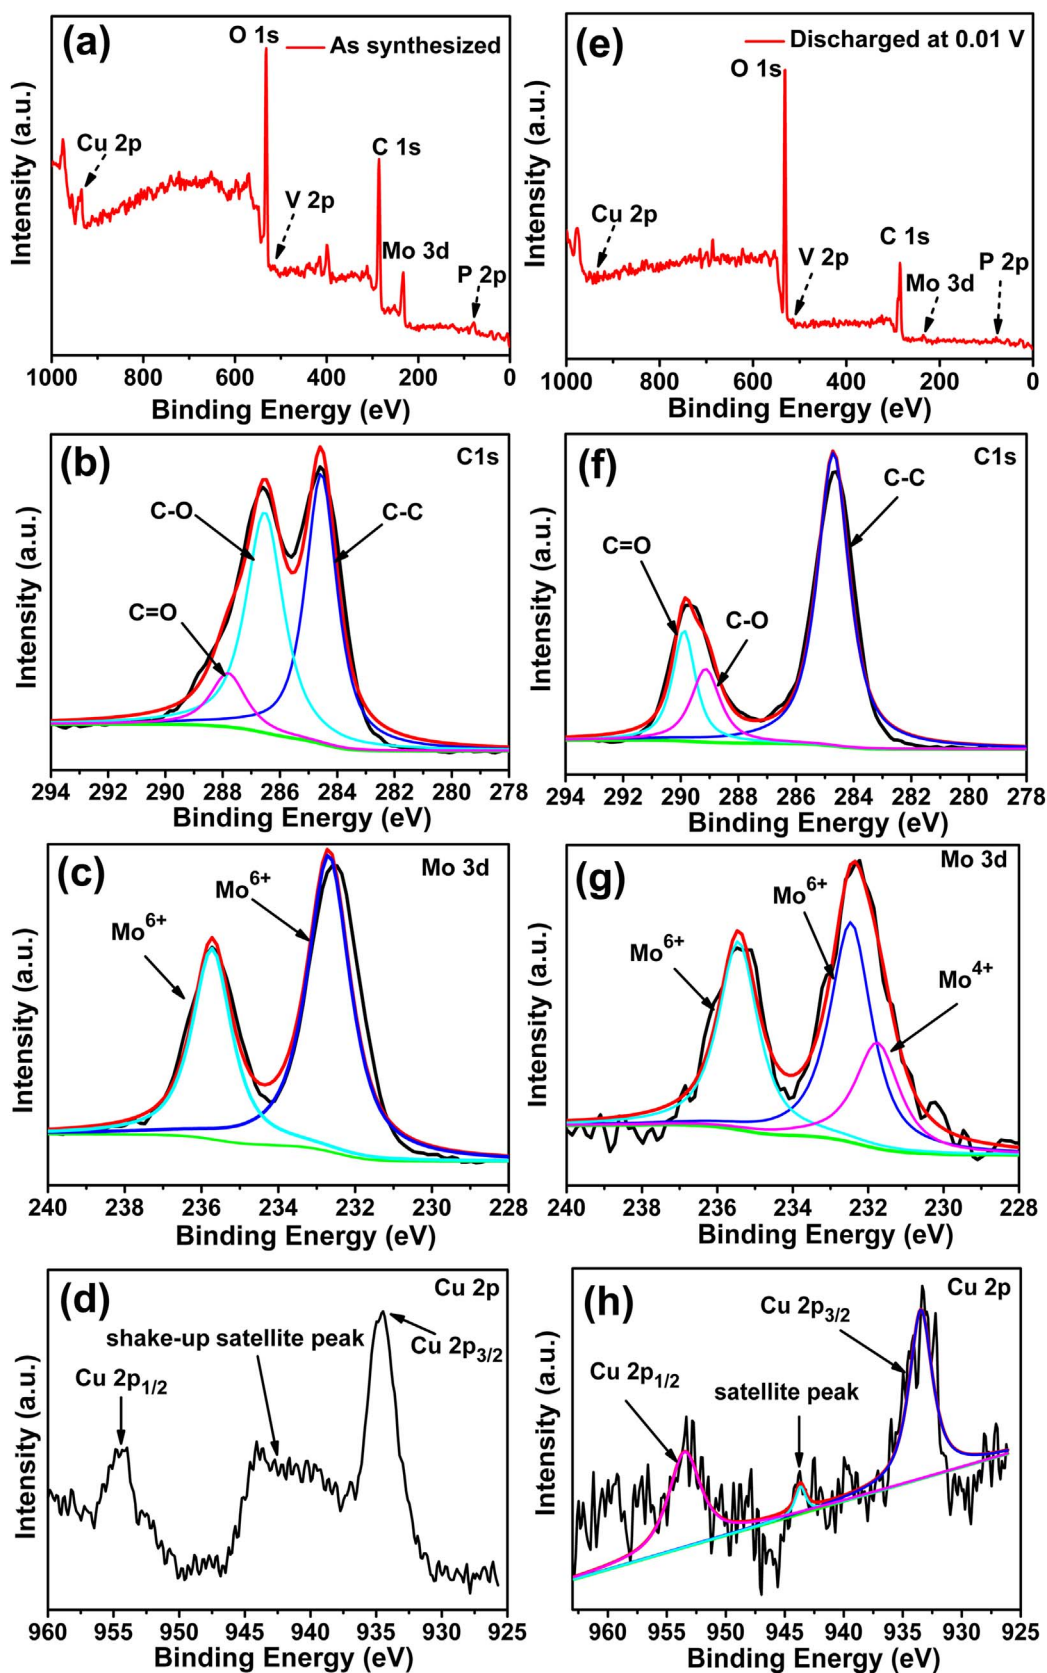 (a)
O 1s
As synthesized
Cu 2p
C 1s
V 2p
Mo 3d
P 2p
Intensity (a.u.)
1000 800 600 400 200 0
Binding Energy (eV)
(e)
Discharged at 0.01 V
O 1s
Cu 2p
V 2p
C 1s
Mo 3d
P 2p
Intensity (a.u.)
1000 800 600 400 200 0
Binding Energy (eV)
(b)
C1s
C-O
C-C
C=O
Intensity (a.u.)
294 292 290 288 286 284 282 280 278
Binding Energy (eV)
(f)
C1s
C-C
C=O
C-O
Intensity (a.u.)
294 292 290 288 286 284 282 280 278
Binding Energy (eV)
(c)
Mo 3d
Mo6+
Mo6+
Intensity (a.u.)
240 238 236 234 232 230 228
Binding Energy (eV)
(g)
Mo 3d
Mo6+
Mo6+
Mo4+
Intensity (a.u.)
240 238 236 234 232 230 228
Binding Energy (eV)
(d)
Cu 2p
shake-up satellite peak
Cu 2p3/2
Cu 2p1/2
Intensity (a.u.)
960 955 950 945 940 935 930 925
Binding Energy (eV)
(h)
Cu 2p
Cu 2p3/2
Cu 2p1/2
satellite peak
Intensity (a.u.)
960 955 950 945 940 935 930 925
Binding Energy (eV)